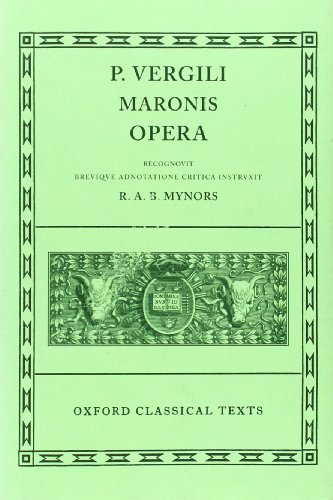 P. VERGILI
MARONIS
OPERA
RECOGNOVIT
BREVIQVE ADNOTATIONE CRITICA INSTRVXIT
R. A. B. MYNORS
OXFORD CLASSICAL TEXTS